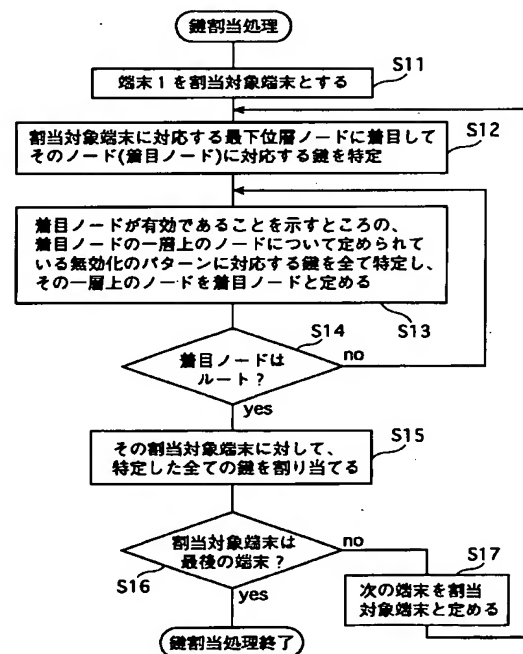 鍵割当処理
端末1を割当対象端末とする
S11
割当対象端末に対応する最下位層ノードに着目して
そのノード(着目ノード)に対応する鍵を特定
S12
着目ノードが有効であることを示すところの、
着目ノードの一層上のノードについて定められて
いる無効化のパターンに対応する鍵を全て特定し、
その一層上のノードを着目ノードと定める
S13
S14
着目ノードは
ルート?
no
yes
S15
その割当対象端末に対して、
特定した全ての鍵を割り当てる
割当対象端末は
最後の端末?
no
S16
yes
S17
次の端末を割当
対象端末と定める
鍵割当処理終了